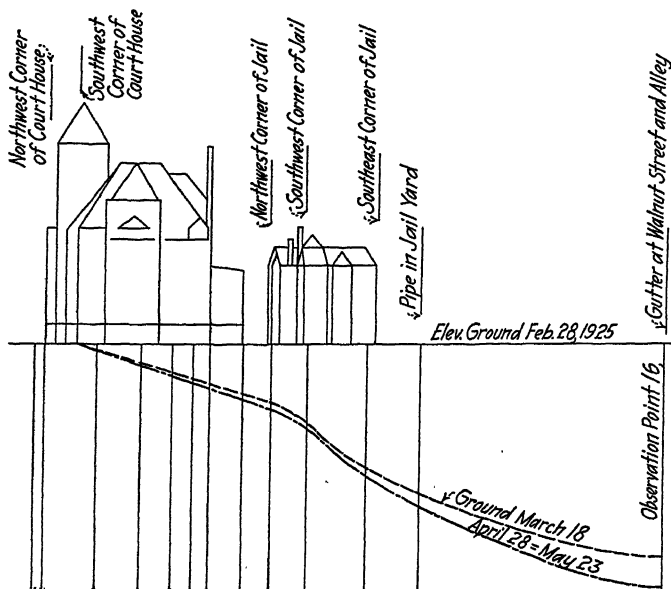 Northwest Corner
of Court House
Southwest
Corner of
Court House
Northwest Corner of Jail
Southwest Corner of Jail
Southeast Corner of Jail
Pipe in Jail Yard
Gutter at Walnut Street and Alley
Elev. Ground Feb. 28, 1925
Observation Point 16
Ground March 18
April 28 = May 23